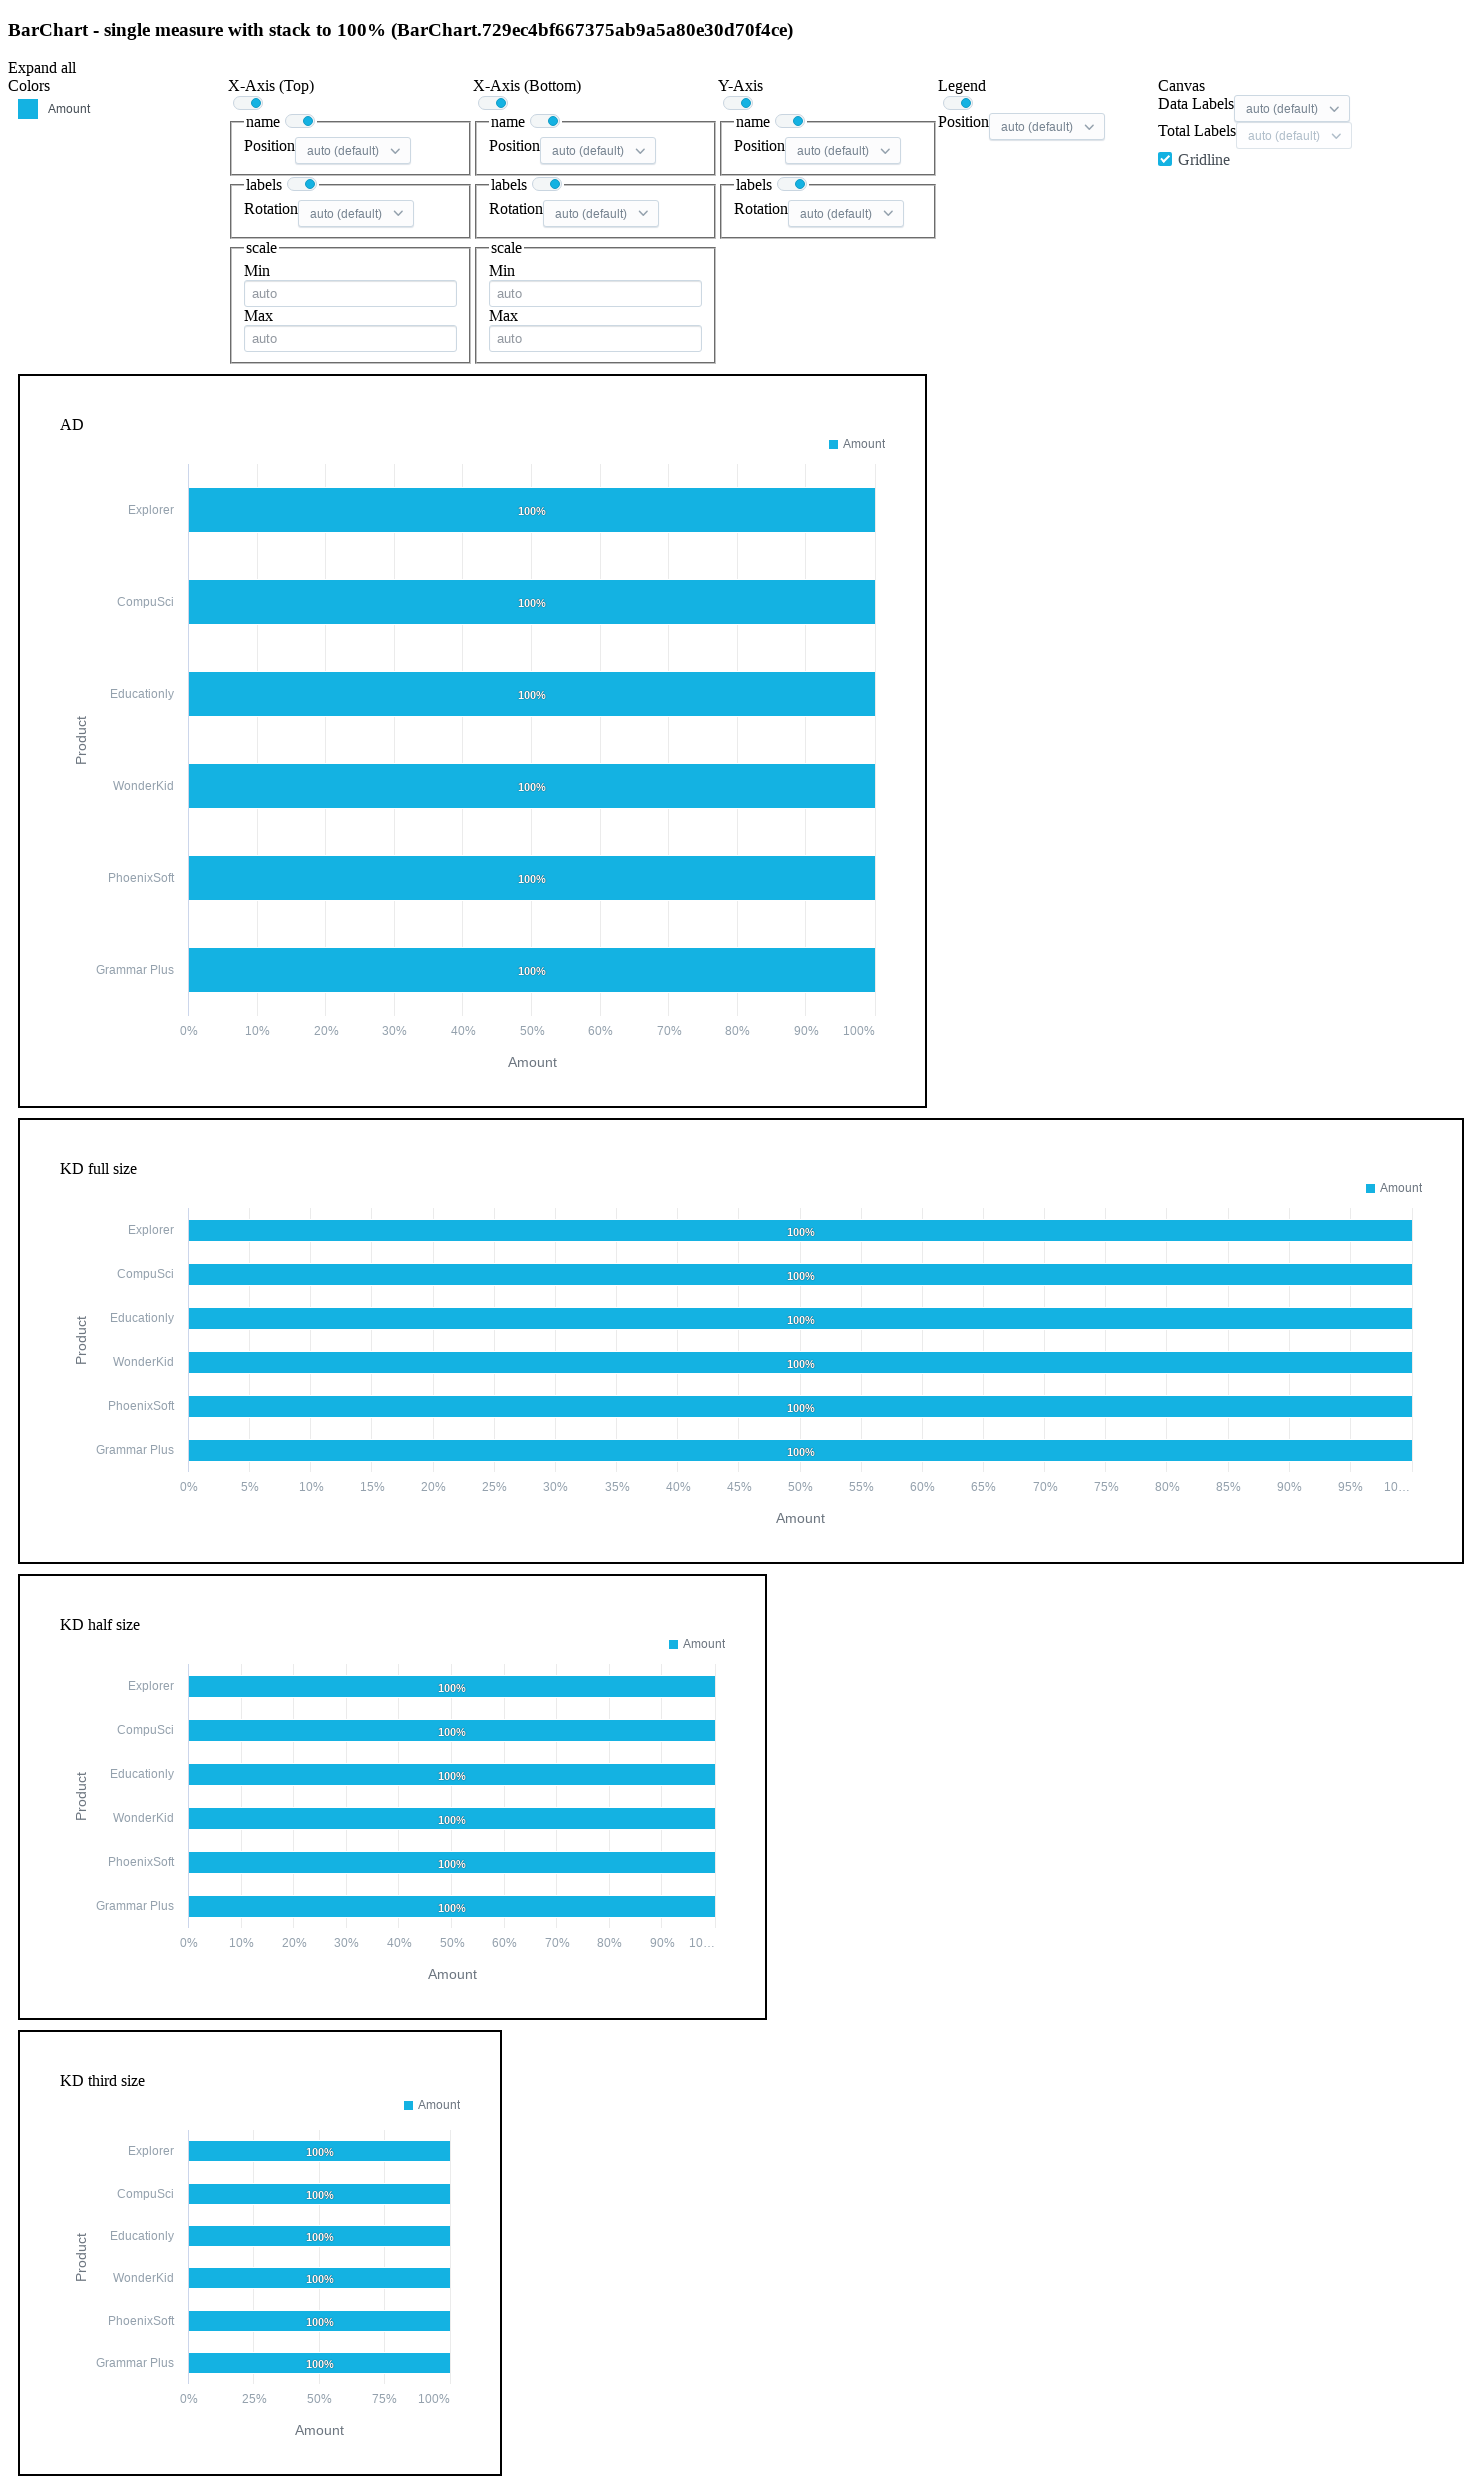 BarChart - single measure with stack to 100% (BarChart.729ec4bf667375ab9a5a80e30d70f4ce)
Expand all
Colors
Amount
X-Axis (Top)
name
Position auto (default)
labels
Rotation auto (default)
scale
Min
auto
Max
auto
X-Axis (Bottom)
name
Position auto (default)
labels
Rotation auto (default)
scale
Min
auto
Max
auto
Y-Axis
name
Position auto (default)
labels
Rotation auto (default)
Legend
Position auto (default)
Canvas
Data Labels auto (default)
Total Labels auto (default)
Gridline
AD
Amount
Product
Explorer 100%
CompuSci 100%
Educationly 100%
WonderKid 100%
PhoenixSoft 100%
Grammar Plus 100%
0% 10% 20% 30% 40% 50% 60% 70% 80% 90% 100%
Amount
KD full size
Amount
Product
Explorer 100%
CompuSci 100%
Educationly 100%
WonderKid 100%
PhoenixSoft 100%
Grammar Plus 100%
0% 5% 10% 15% 20% 25% 30% 35% 40% 45% 50% 55% 60% 65% 70% 75% 80% 85% 90% 95% 10…
Amount
KD half size
Amount
Product
Explorer 100%
CompuSci 100%
Educationly 100%
WonderKid 100%
PhoenixSoft 100%
Grammar Plus 100%
0% 10% 20% 30% 40% 50% 60% 70% 80% 90% 10…
Amount
KD third size
Amount
Product
Explorer 100%
CompuSci 100%
Educationly 100%
WonderKid 100%
PhoenixSoft 100%
Grammar Plus 100%
0% 25% 50% 75% 100%
Amount